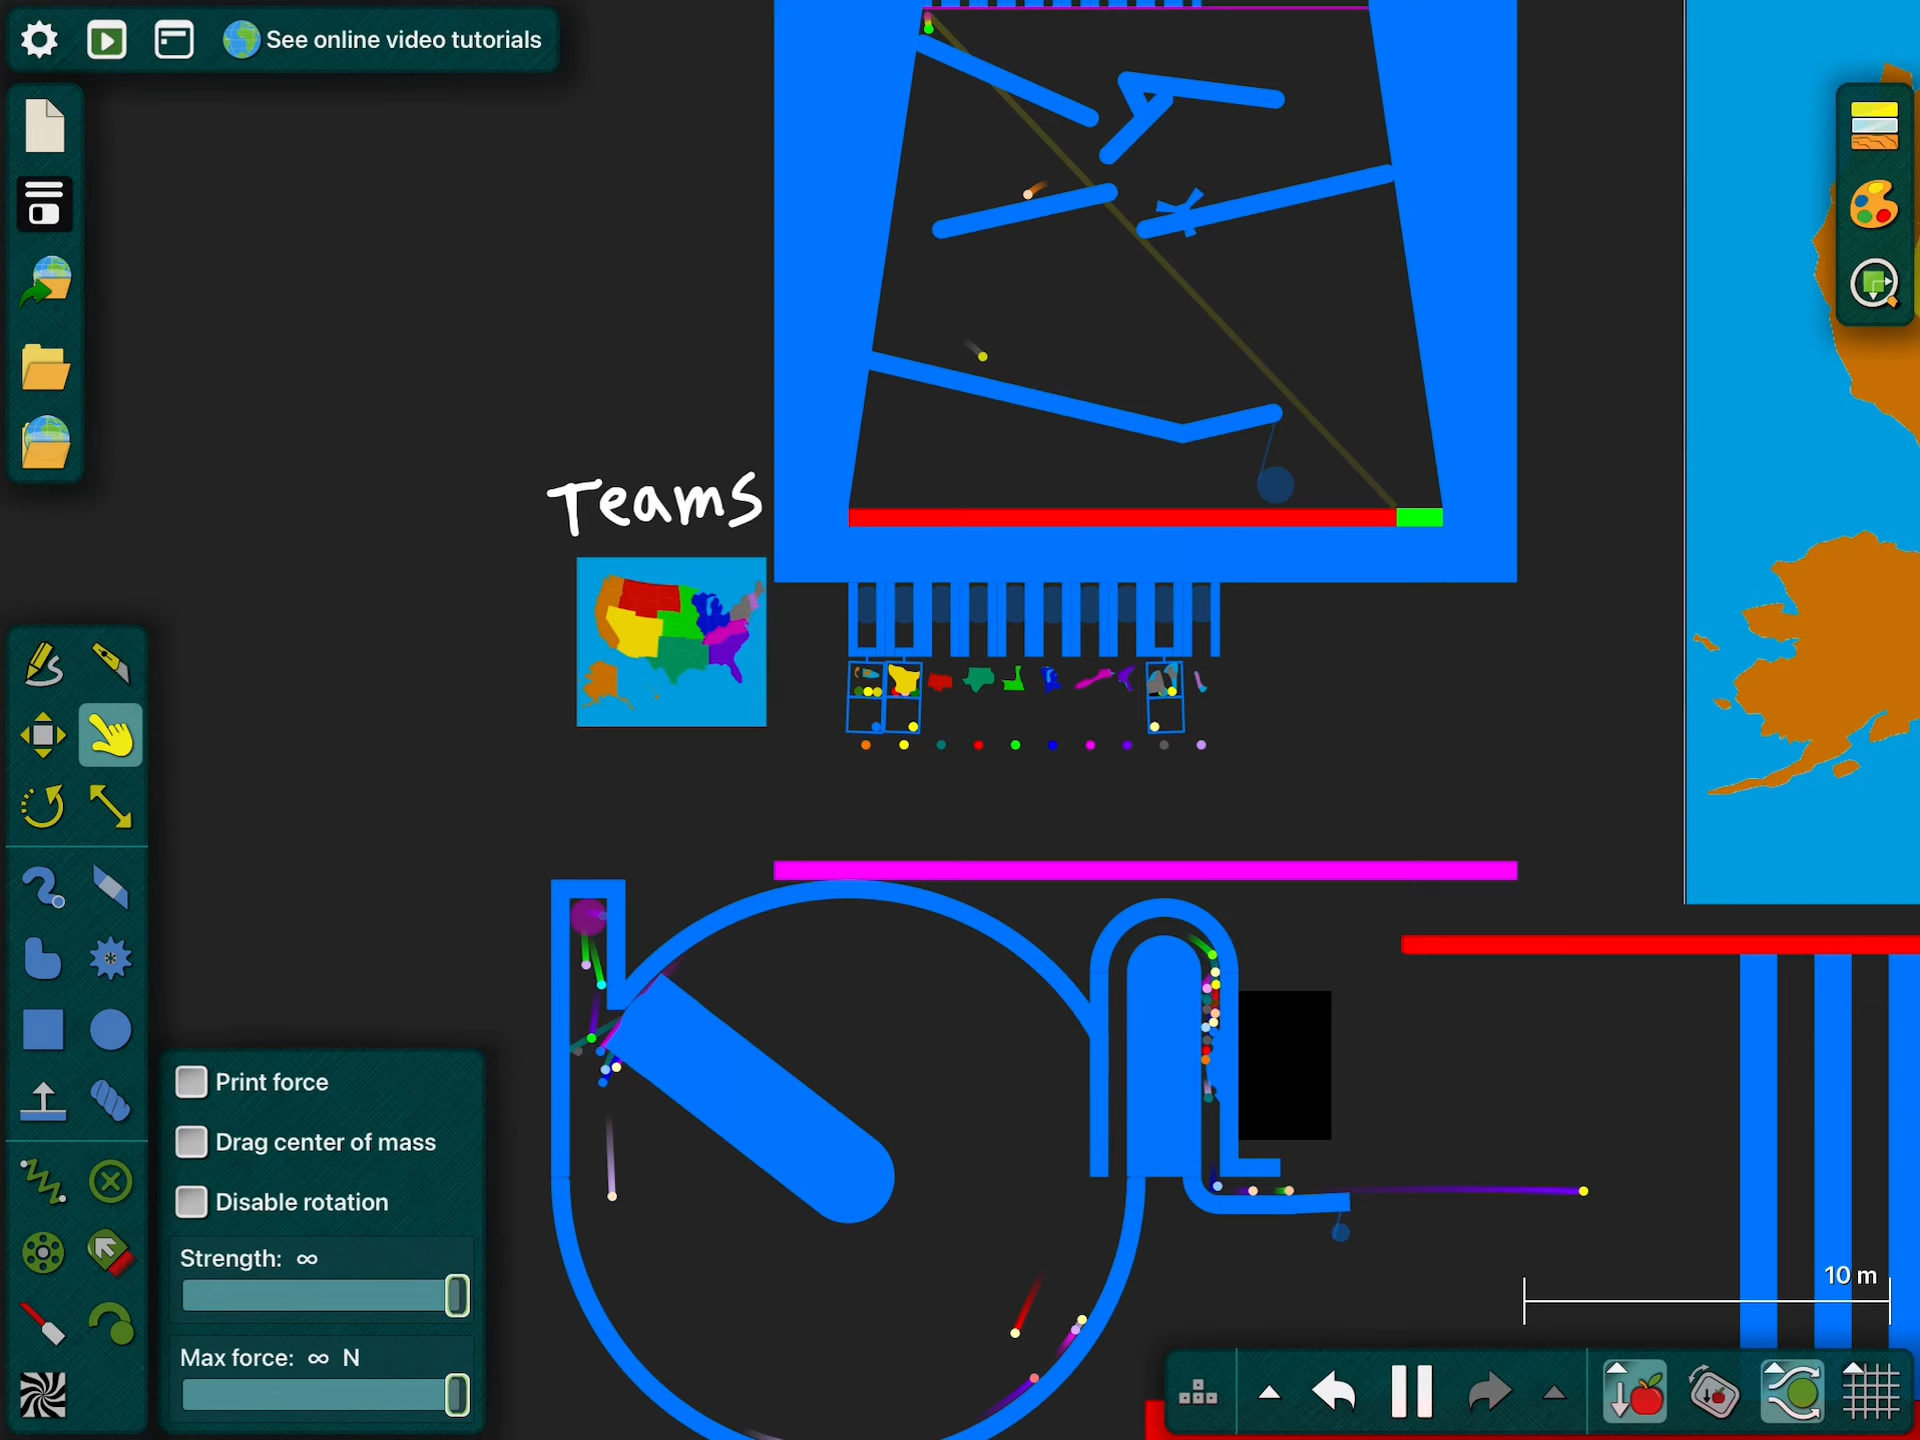 See online video tutorials
Teams
Print force
Drag center of mass
Disable rotation
Strength: ∞
Max force: ∞ N
10 m